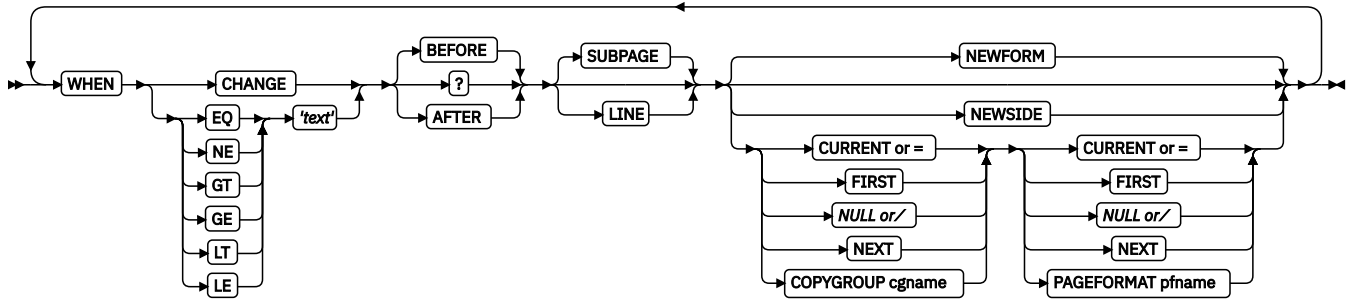 BEFORE
NEWFORM
SUBPAGE
WHEN CHANGE ?
EQ 'text' AFTER LINE NEWSIDE
NE CURRENT or = CURRENT or =
GT FIRST FIRST
GE NULL or/ NULL or/
LT NEXT NEXT
LE COPYGROUP cgname PAGEFORMAT pfname